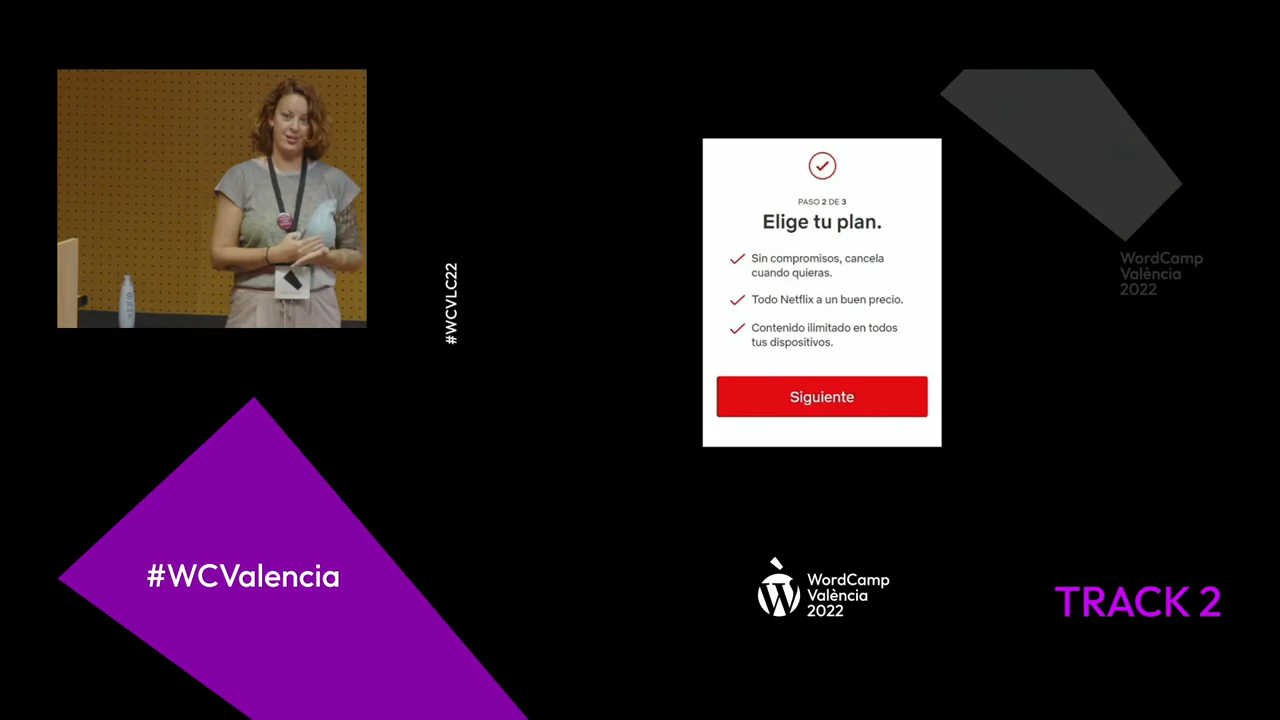 PASO 2 DE 3
Elige tu plan.
Sin compromisos, cancela
cuando quieras.
Todo Netflix a un buen precio.
Contenido ilimitado en todos
tus dispositivos.
Siguiente
WordCamp
València
2022
#WCVLC22
#WCValencia
WordCamp
València
2022
TRACK 2